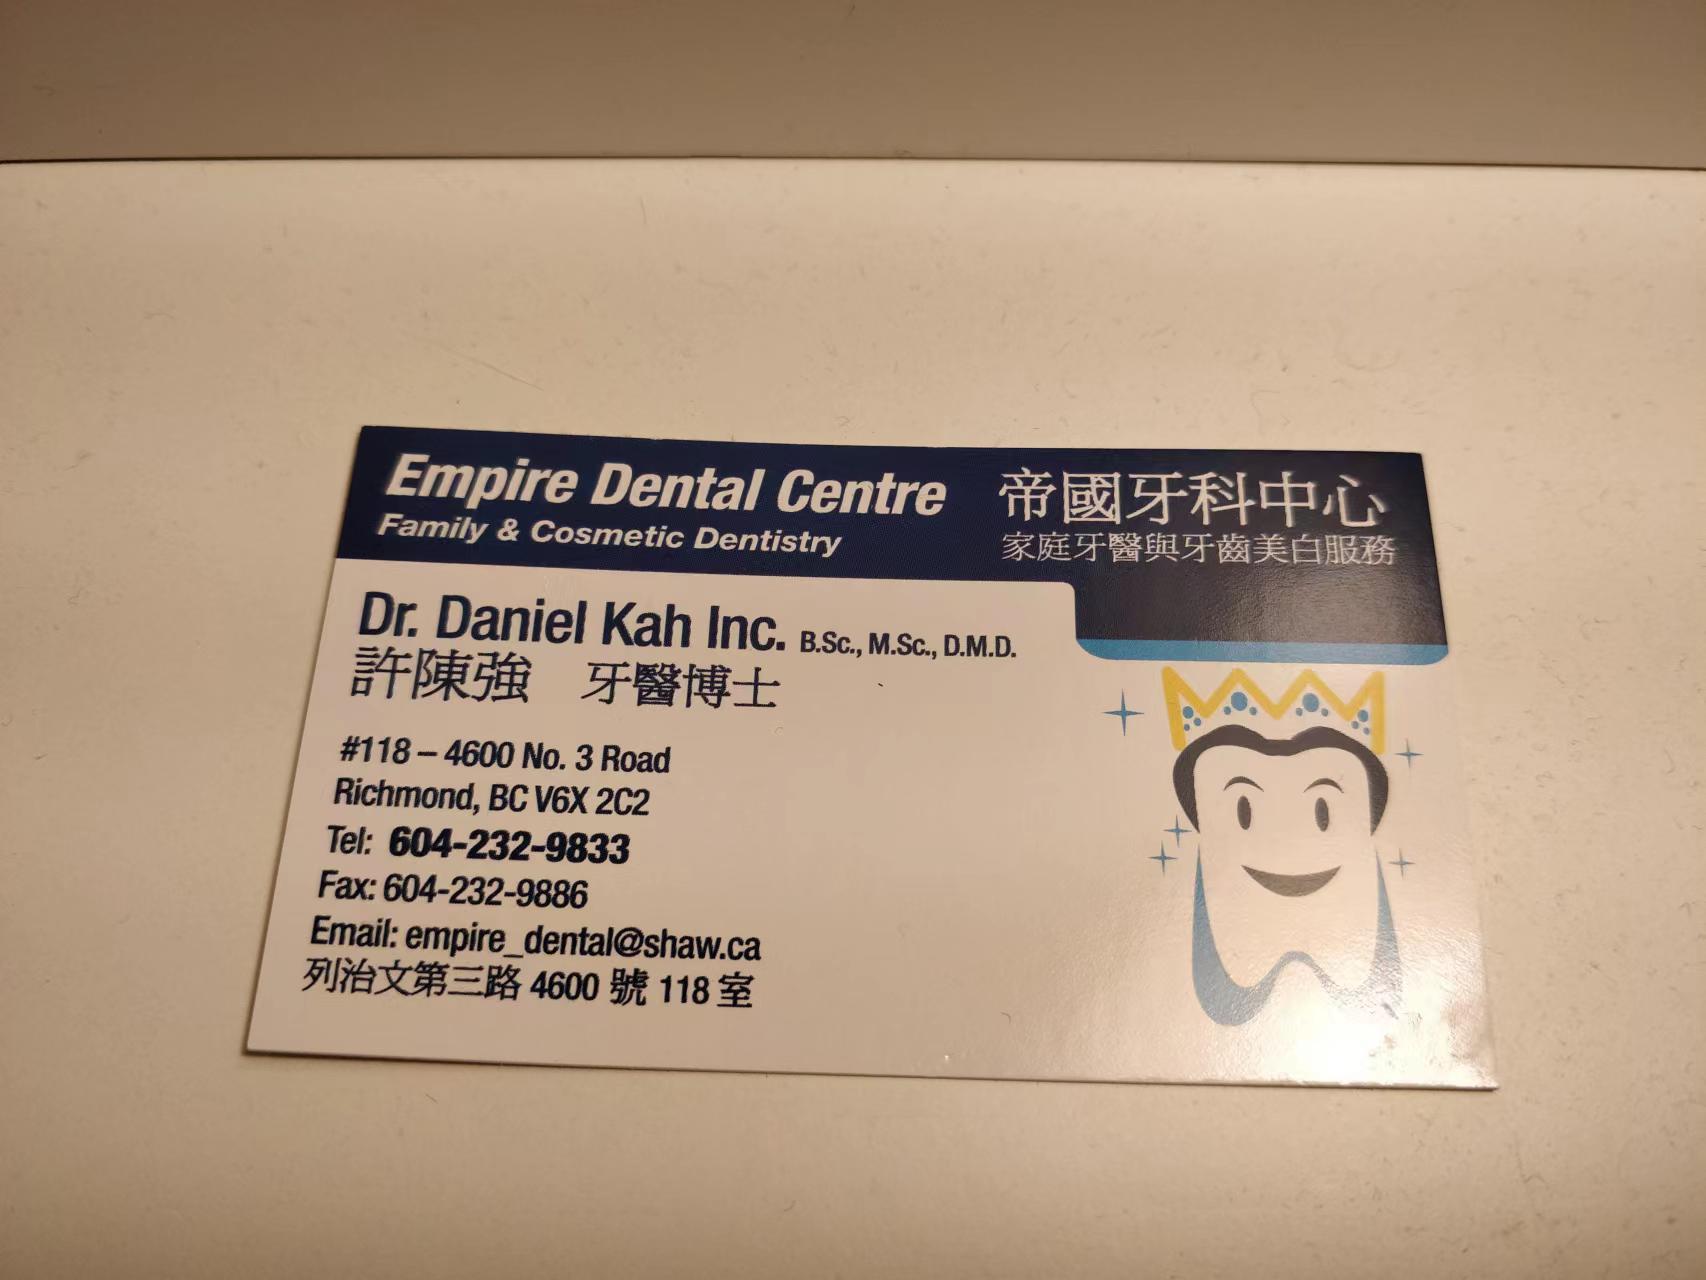 Empire Dental Centre
Family & Cosmetic Dentistry
帝國牙科中心
家庭牙醫與牙齒美白服務
Dr. Daniel Kah Inc. B.Sc., M.Sc., D.M.D.
許陳強 牙醫博士
#118 – 4600 No. 3 Road
Richmond, BC V6X 2C2
Tel: 604-232-9833
Fax: 604-232-9886
Email: empire_dental@shaw.ca
列治文第三路 4600 號 118 室